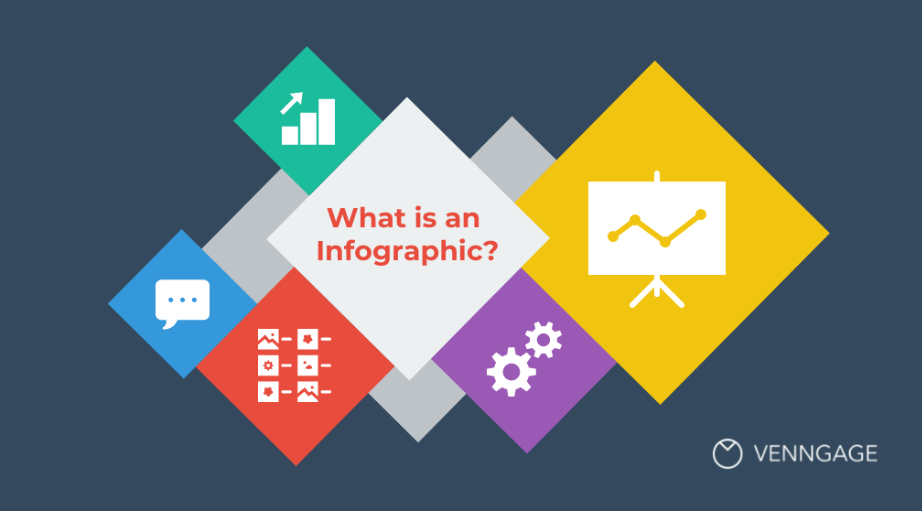 What is an
Infographic?
VENNGAGE